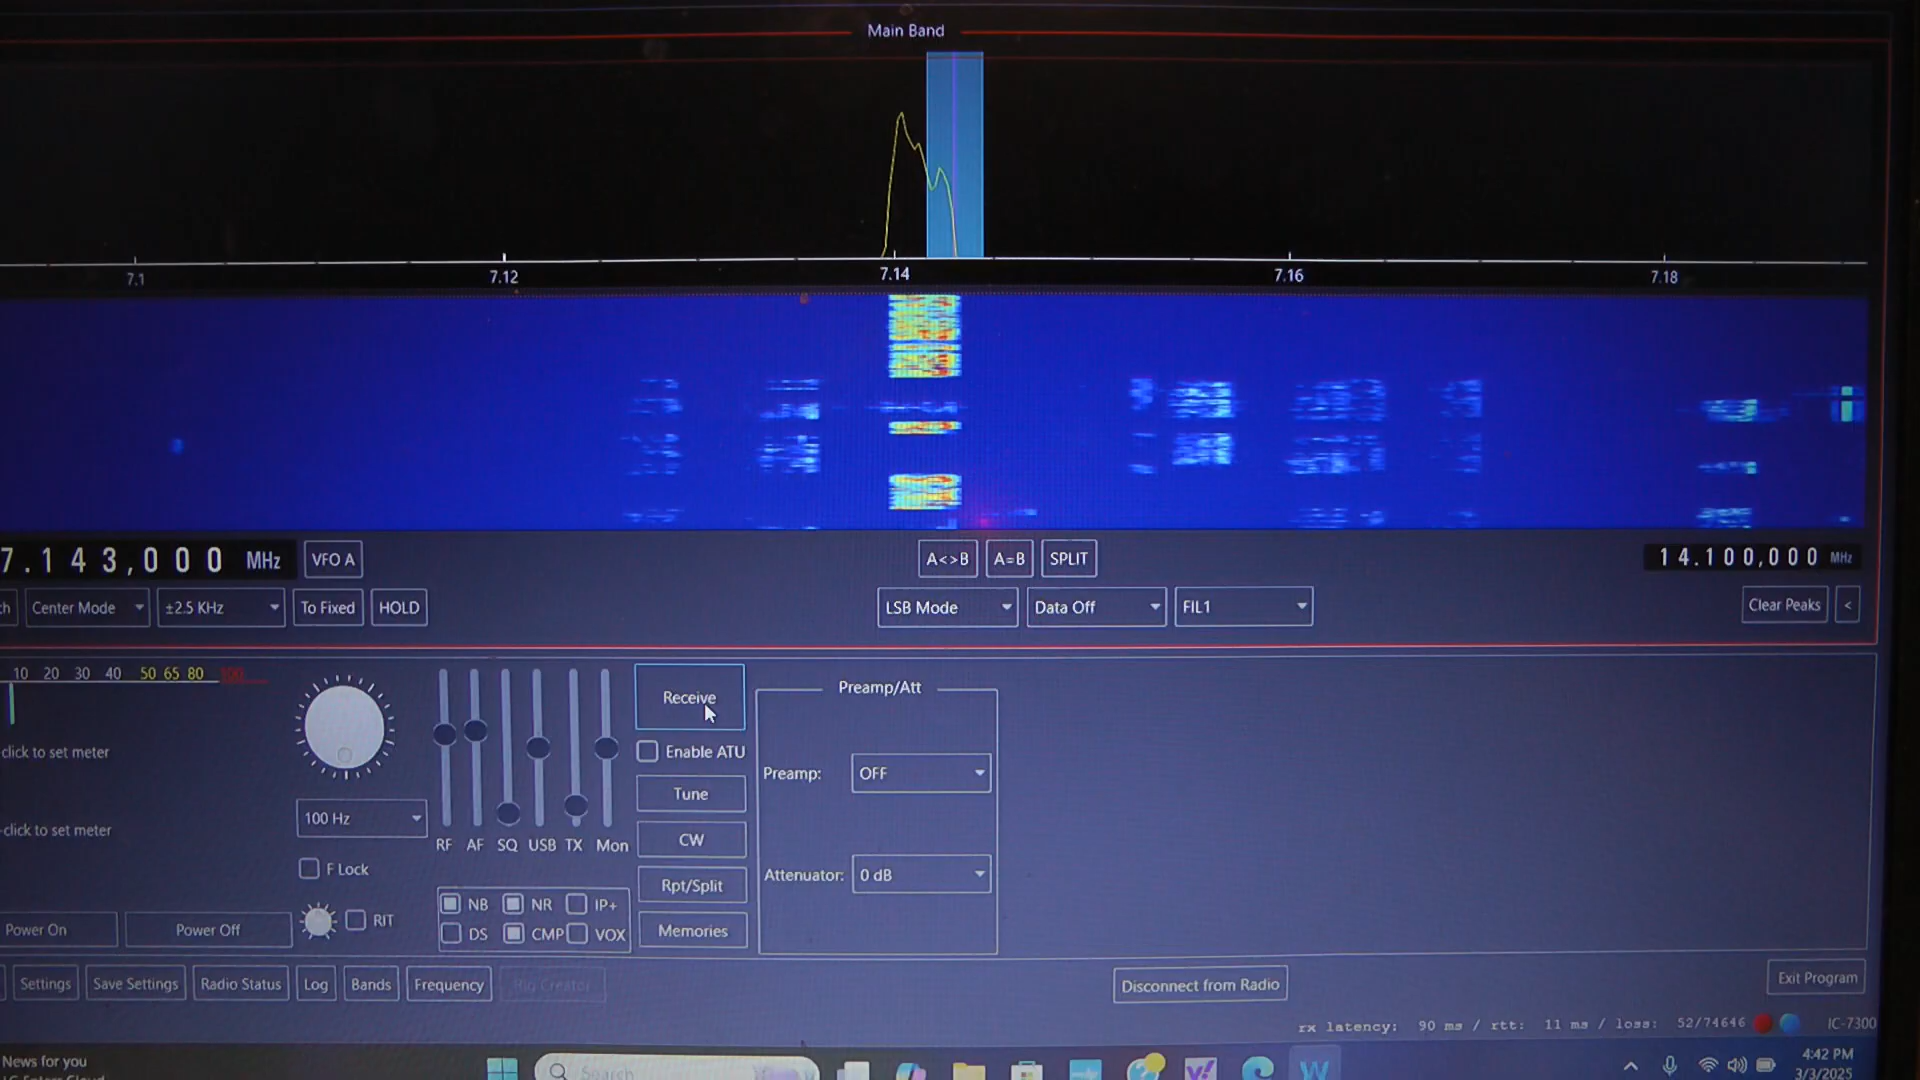 Main Band
7.1 7.12 7.14 7.16 7.18
7.143,000 MHz VFO A A<>B A=B SPLIT 14.100,000 MHz
Center Mode ±2.5 KHz To Fixed HOLD LSB Mode Data Off FIL1 Clear Peaks <
10 20 30 40 50 65 80 100
Receive
Preamp/Att
click to set meter
Enable ATU
Preamp: OFF
Tune
100 Hz
-click to set meter
RF AF SQ USB TX Mon
CW
F Lock
Attenuator: 0 dB
Rpt/Split
NB NR IP+
RIT
Power On Power Off
DS CMP VOX
Memories
Settings Save Settings Radio Status Log Bands Frequency Rig Creator Disconnect from Radio Exit Program
rx latency: 90 ms / rtt: 11 ms / loss: 52/74646 IC-7300
News for you
Search
4:42 PM
3/3/2025